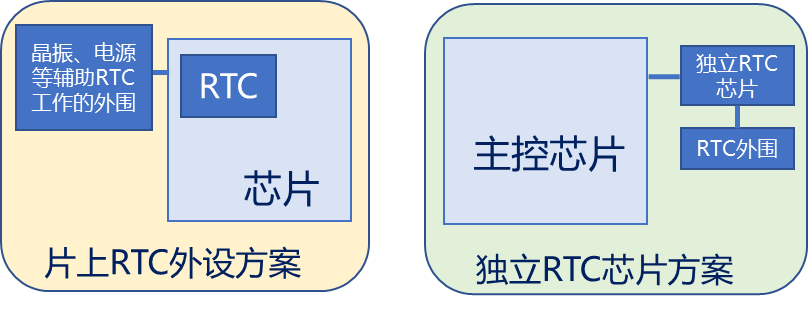 晶振、电源
等辅助RTC
工作的外围
RTC
芯片
片上RTC外设方案
主控芯片
独立RTC
芯片
RTC外围
独立RTC芯片方案